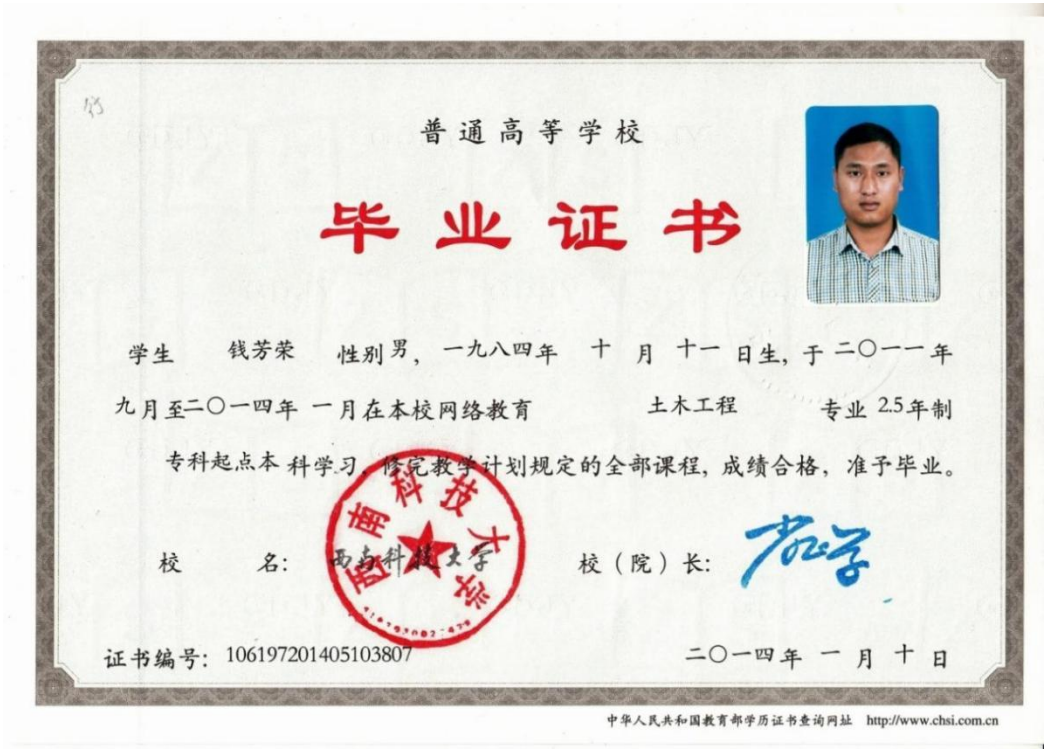 普通高等学校
毕业证书
学生 钱芳荣 性别 男, 一九八四年 十 月 十一 日生, 于 二〇一一 年
九月至二〇一四年 一月在本校网络教育 土木工程 专业 2.5年制
专科起点本 科学习, 修完教学计划规定的全部课程, 成绩合格, 准予毕业。
西南科技大学
校 名: 西南科技大学 校(院)长:
证书编号: 106197201405103807 二〇一四年 一 月 十 日
中华人民共和国教育部学历证书查询网址 http://www.chsi.com.cn